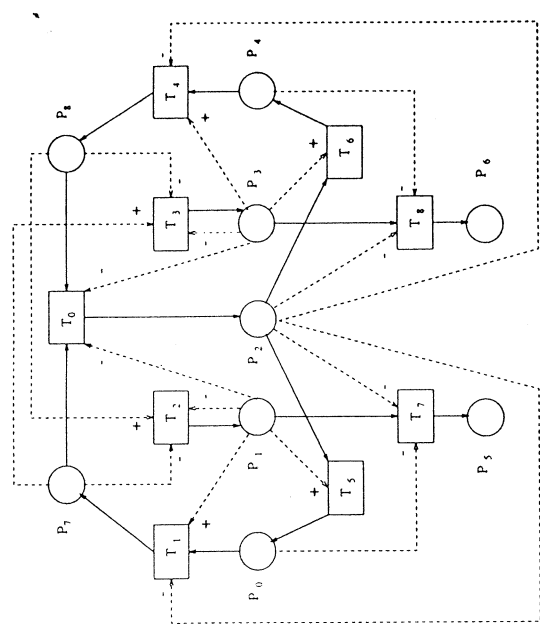 P7
P8
T0
-
-
-
+
-
+
-
-
T1
T2
T3
T4
+
-
-
+
P0
P1
P2
P3
P4
+
+
T5
T6
-
-
-
-
T7
T8
P5
P6